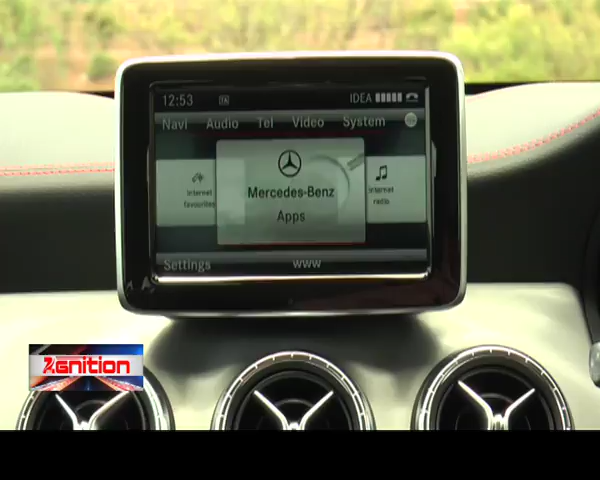 12:53 IDEA
Navi Audio Tel Video System
Internet favourites
Mercedes-Benz
Apps
Internet radio
Settings www
Ignition